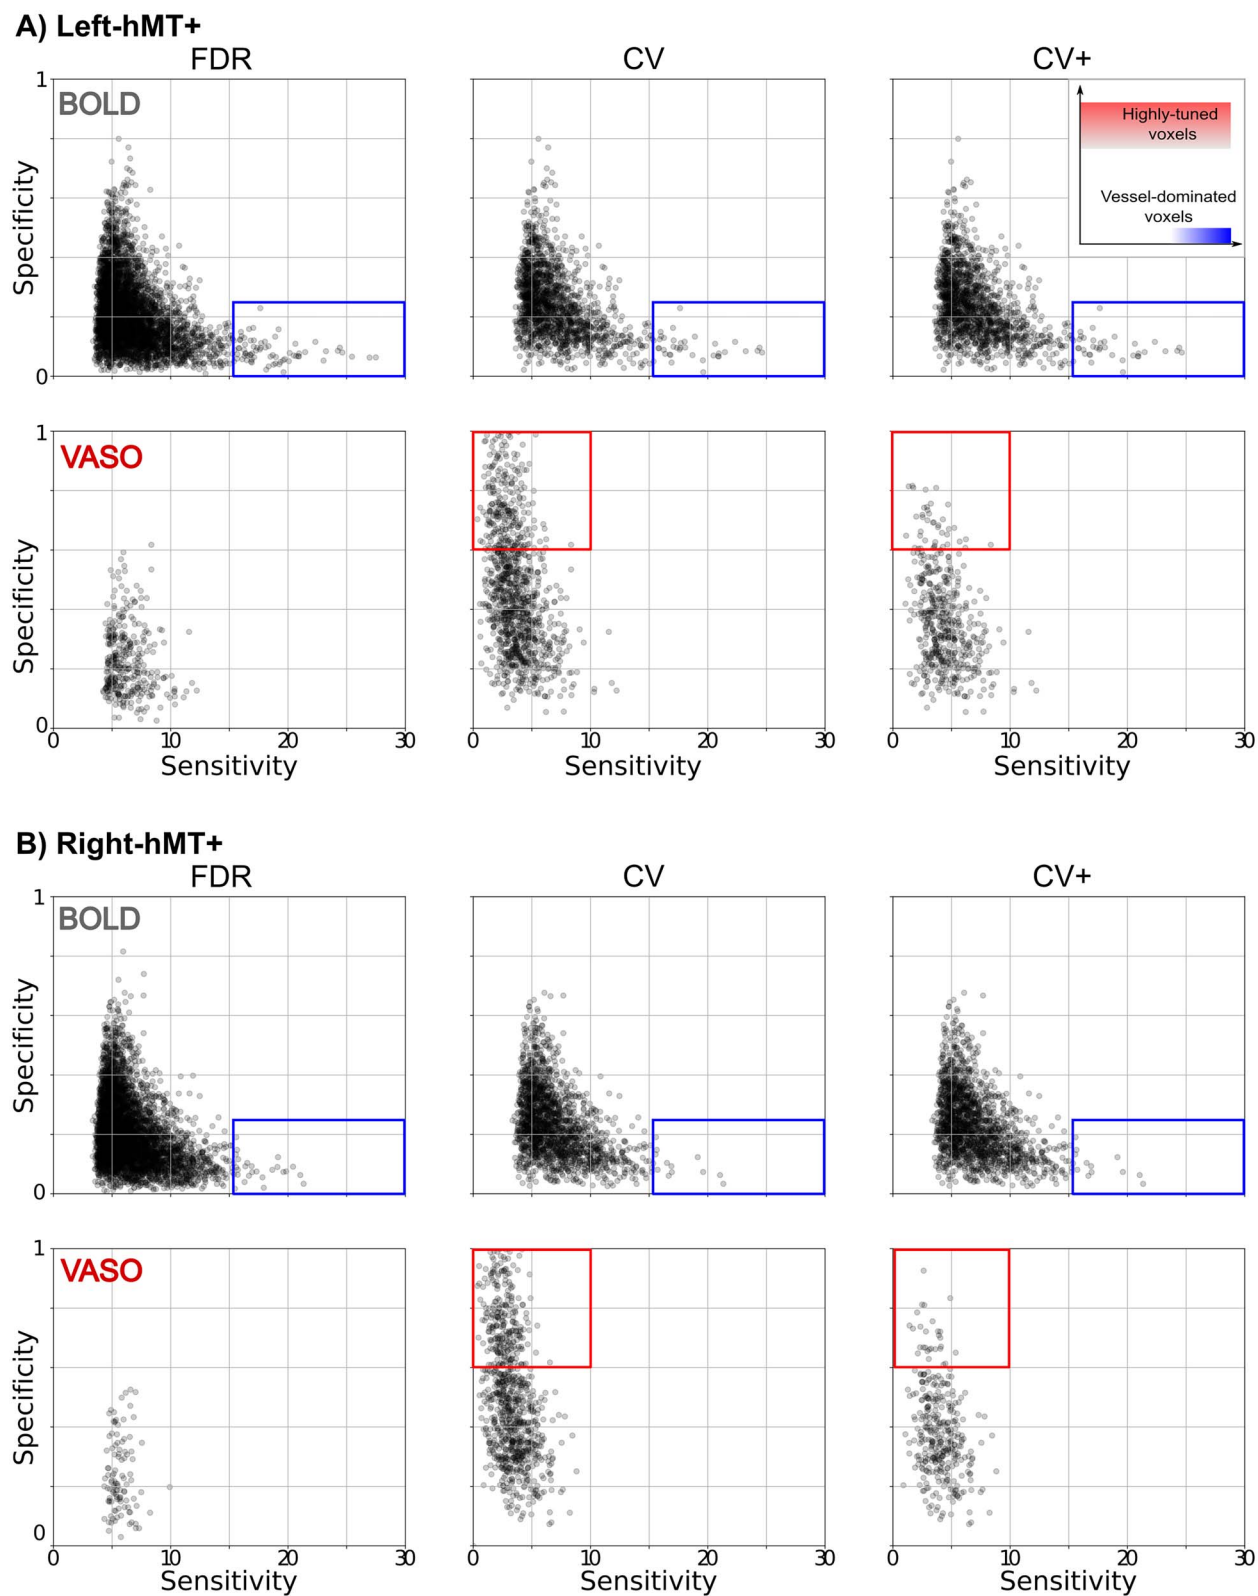 A) Left-hMT+
FDR CV CV+
1
BOLD
Specificity
0
Highly-tuned
voxels
Vessel-dominated
voxels
1
VASO
Specificity
0
0 10 20 30 0 10 20 30 0 10 20 30
Sensitivity Sensitivity Sensitivity
B) Right-hMT+
FDR CV CV+
1
BOLD
Specificity
0
1
VASO
Specificity
0
0 10 20 30 0 10 20 30 0 10 20 30
Sensitivity Sensitivity Sensitivity